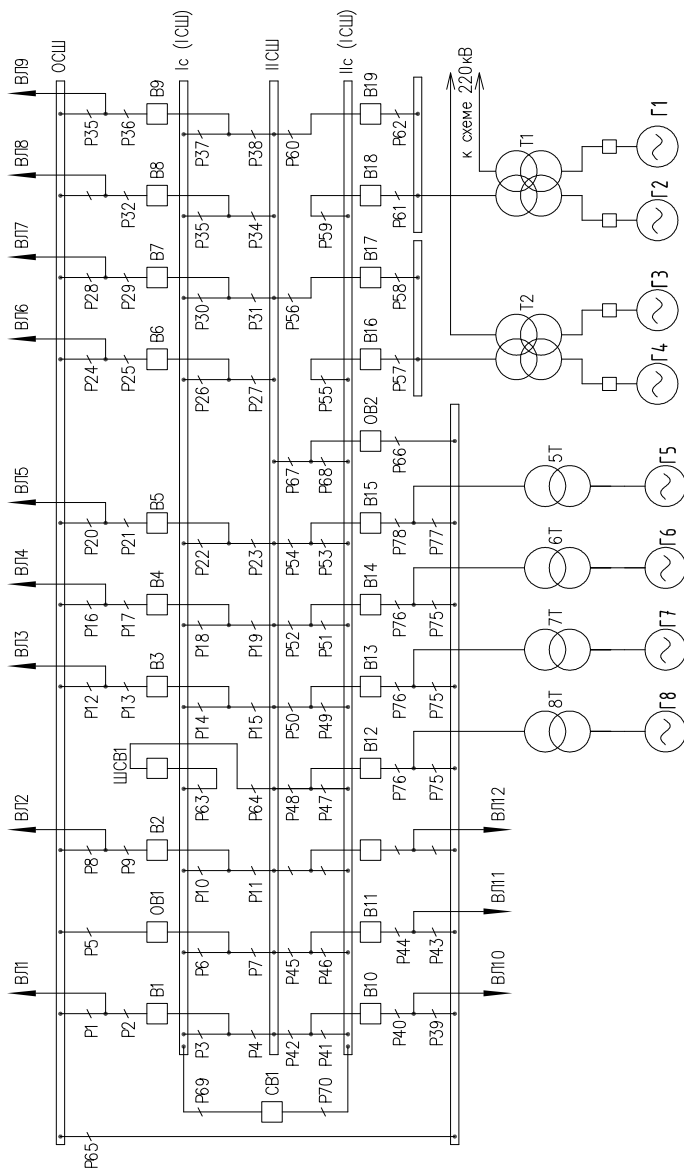 ВЛ1
ВЛ2
ВЛ3
ВЛ4
ВЛ5
ВЛ6
ВЛ7
ВЛ8
ВЛ9
ОСШ
Р65
Р1
Р5
Р8
Р12
Р16
Р20
Р24
Р28
Р35
Р2
Р9
Р13
Р17
Р21
Р25
Р29
Р32
Р36
В1
ОВ1
В2
ШСВ1
В3
В4
В5
В6
В7
В8
В9
Iс (IСШ)
Р69
Р3
Р6
Р10
Р63
Р14
Р18
Р22
Р26
Р30
Р35
Р37
Р4
Р7
Р11
Р64
Р15
Р19
Р23
Р27
Р31
Р34
Р38
IIСШ
СВ1
Р42
Р45
Р48
Р50
Р52
Р54
Р67
Р56
Р60
Р70
Р41
Р46
Р47
Р49
Р51
Р53
Р68
Р55
Р59
IIс (IСШ)
В10
В11
В12
В13
В14
В15
ОВ2
В16
В17
В18
В19
Р40
Р44
Р76
Р76
Р76
Р78
Р66
Р57
Р58
Р61
Р62
Р39
Р43
Р75
Р75
Р75
Р77
к схеме 220кВ
ВЛ10
ВЛ11
ВЛ12
8Т
7Т
6Т
5Т
Т2
Т1
Г8
Г7
Г6
Г5
Г4
Г3
Г2
Г1